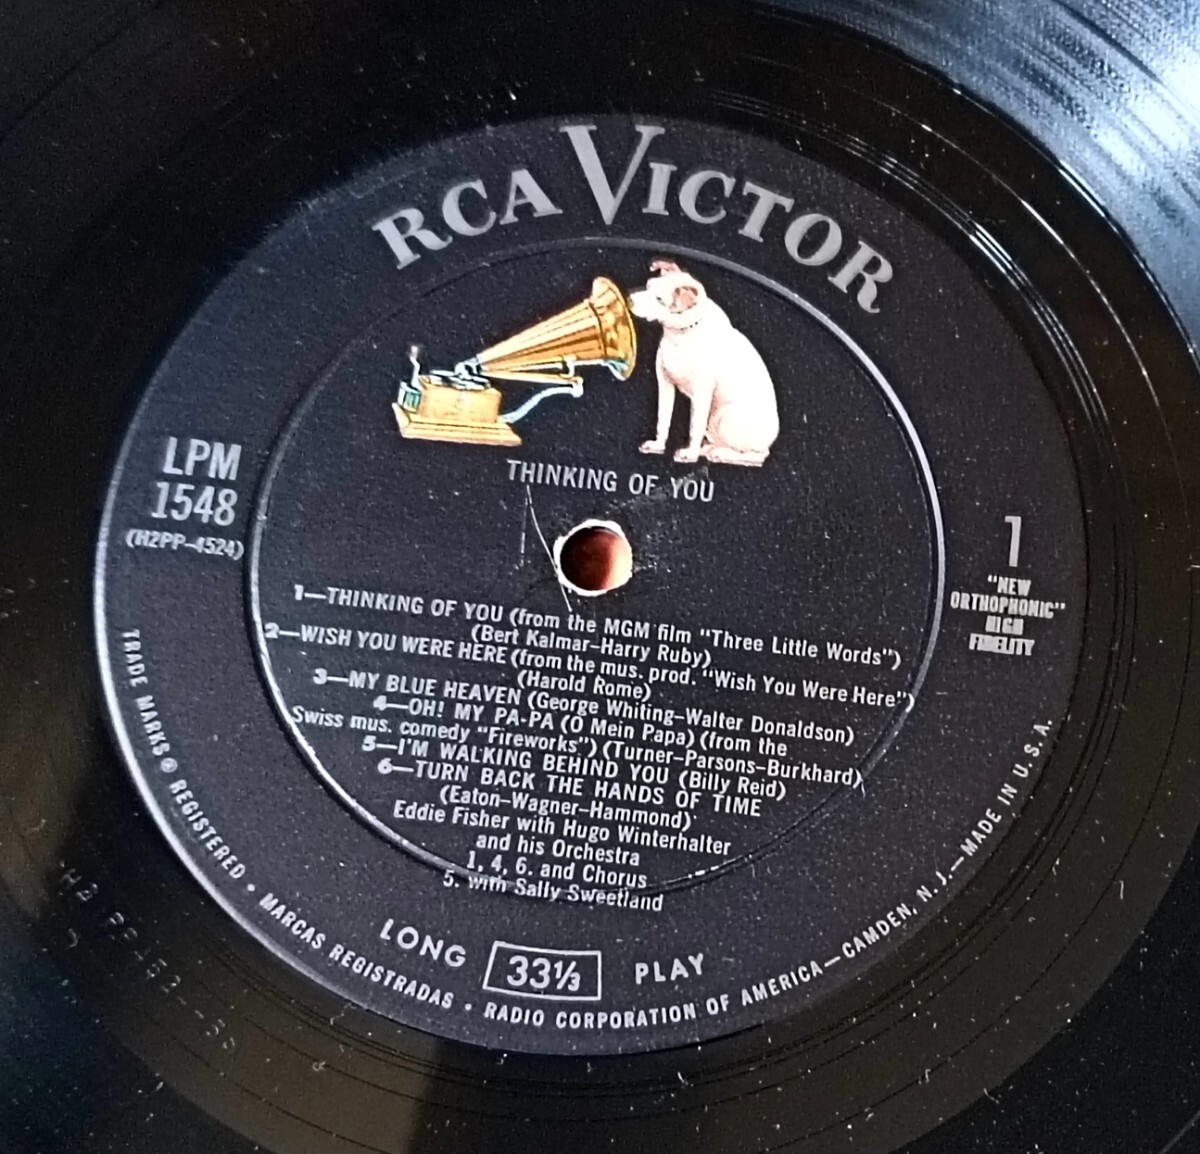 RCA VICTOR
LPM
1548
(H2PP-4524)
THINKING OF YOU
1
"NEW
ORTHOPHONIC"
HIGH
FIDELITY
1—THINKING OF YOU (from the MGM film "Three Little Words")
(Bert Kalmar-Harry Ruby)
2—WISH YOU WERE HERE (from the mus. prod. "Wish You Were Here")
(Harold Rome)
3—MY BLUE HEAVEN (George Whiting-Walter Donaldson)
4—OH! MY PA-PA (O Mein Papa) (from the
Swiss mus. comedy "Fireworks") (Turner-Parsons-Burkhard)
5—I'M WALKING BEHIND YOU (Billy Reid)
6—TURN BACK THE HANDS OF TIME
(Eaton-Wagner-Hammond)
Eddie Fisher with Hugo Winterhalter
and his Orchestra
1, 4, 6. and Chorus
5. with Sally Sweetland
LONG 33⅓ PLAY
TRADE MARKS ® REGISTERED • MARCAS REGISTRADAS • RADIO CORPORATION OF AMERICA—CAMDEN, N. J.—MADE IN U. S. A.